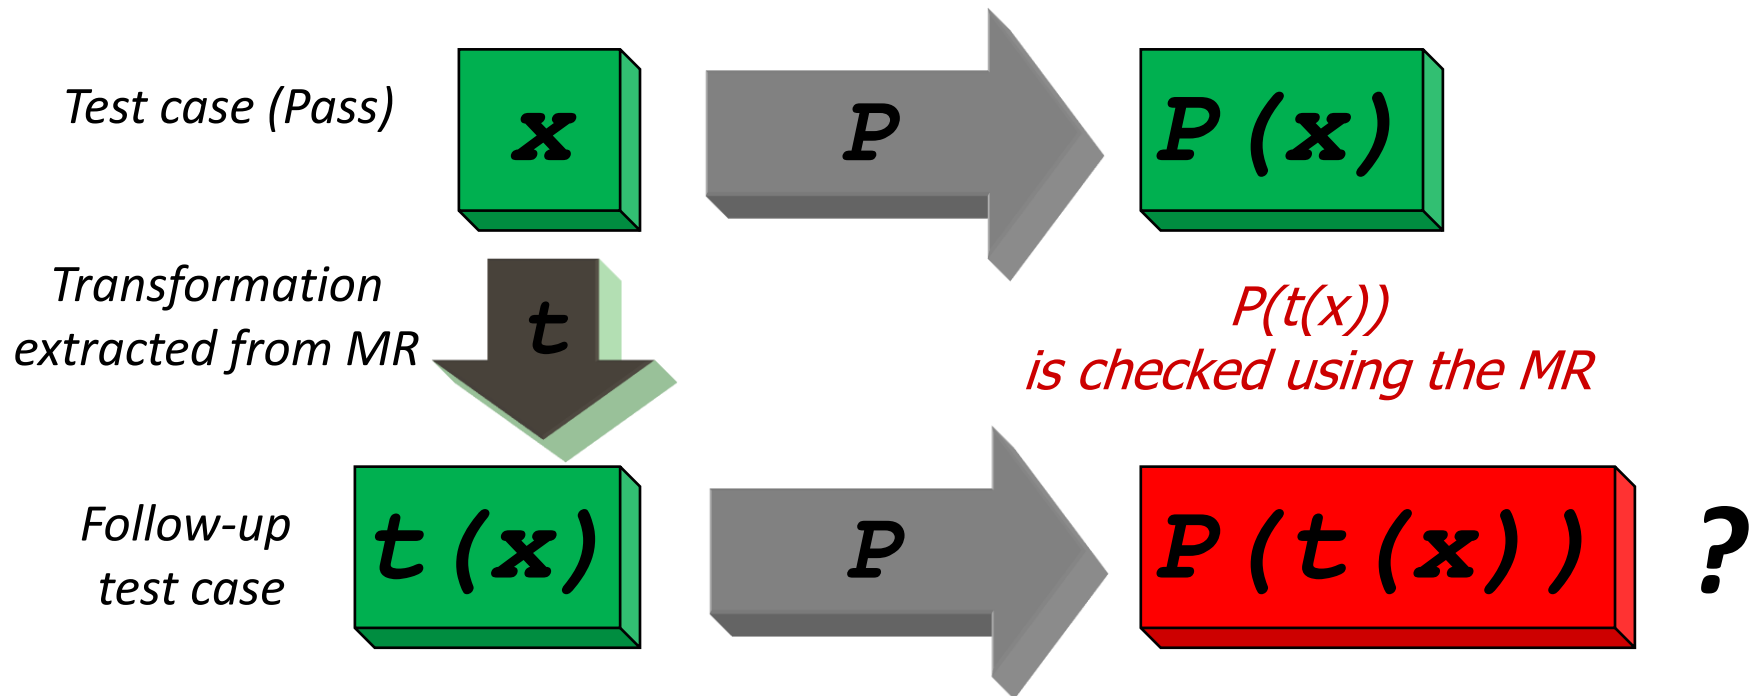 Test case (Pass)
x
P
P(x)
Transformation
extracted from MR
t
P(t(x))
is checked using the MR
Follow-up
test case
t(x)
P
P(t(x))
?